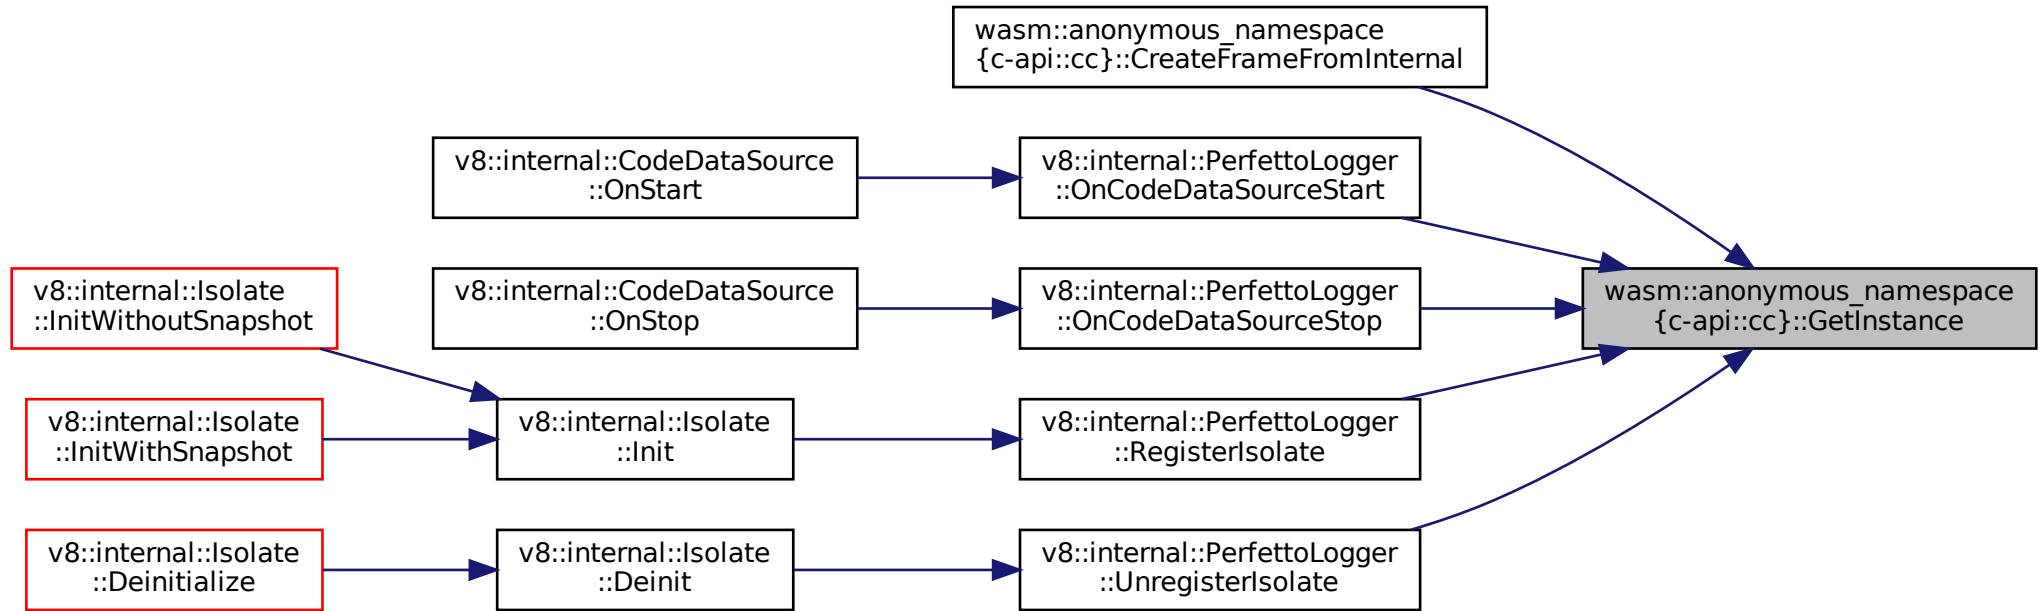 wasm::anonymous_namespace
{c-api::cc}::CreateFrameFromInternal
v8::internal::CodeDataSource
::OnStart
v8::internal::PerfettoLogger
::OnCodeDataSourceStart
v8::internal::Isolate
::InitWithoutSnapshot
v8::internal::CodeDataSource
::OnStop
v8::internal::PerfettoLogger
::OnCodeDataSourceStop
wasm::anonymous_namespace
{c-api::cc}::GetInstance
v8::internal::Isolate
::InitWithSnapshot
v8::internal::Isolate
::Init
v8::internal::PerfettoLogger
::RegisterIsolate
v8::internal::Isolate
::Deinitialize
v8::internal::Isolate
::Deinit
v8::internal::PerfettoLogger
::UnregisterIsolate